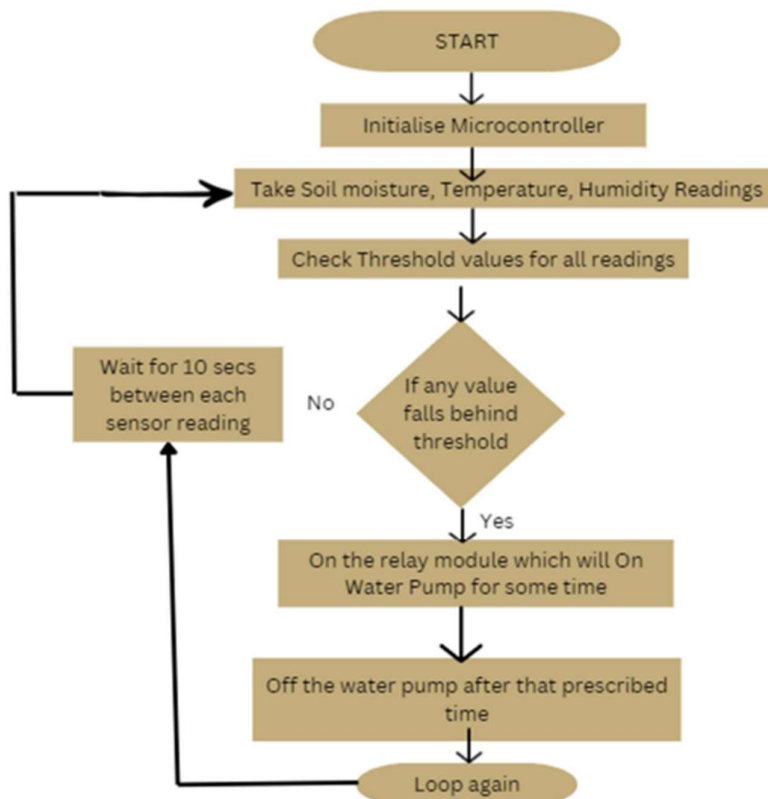 START
Initialise Microcontroller
Take Soil moisture, Temperature, Humidity Readings
Check Threshold values for all readings
If any value
falls behind
threshold
No
Wait for 10 secs
between each
sensor reading
Yes
On the relay module which will On
Water Pump for some time
Off the water pump after that prescribed
time
Loop again